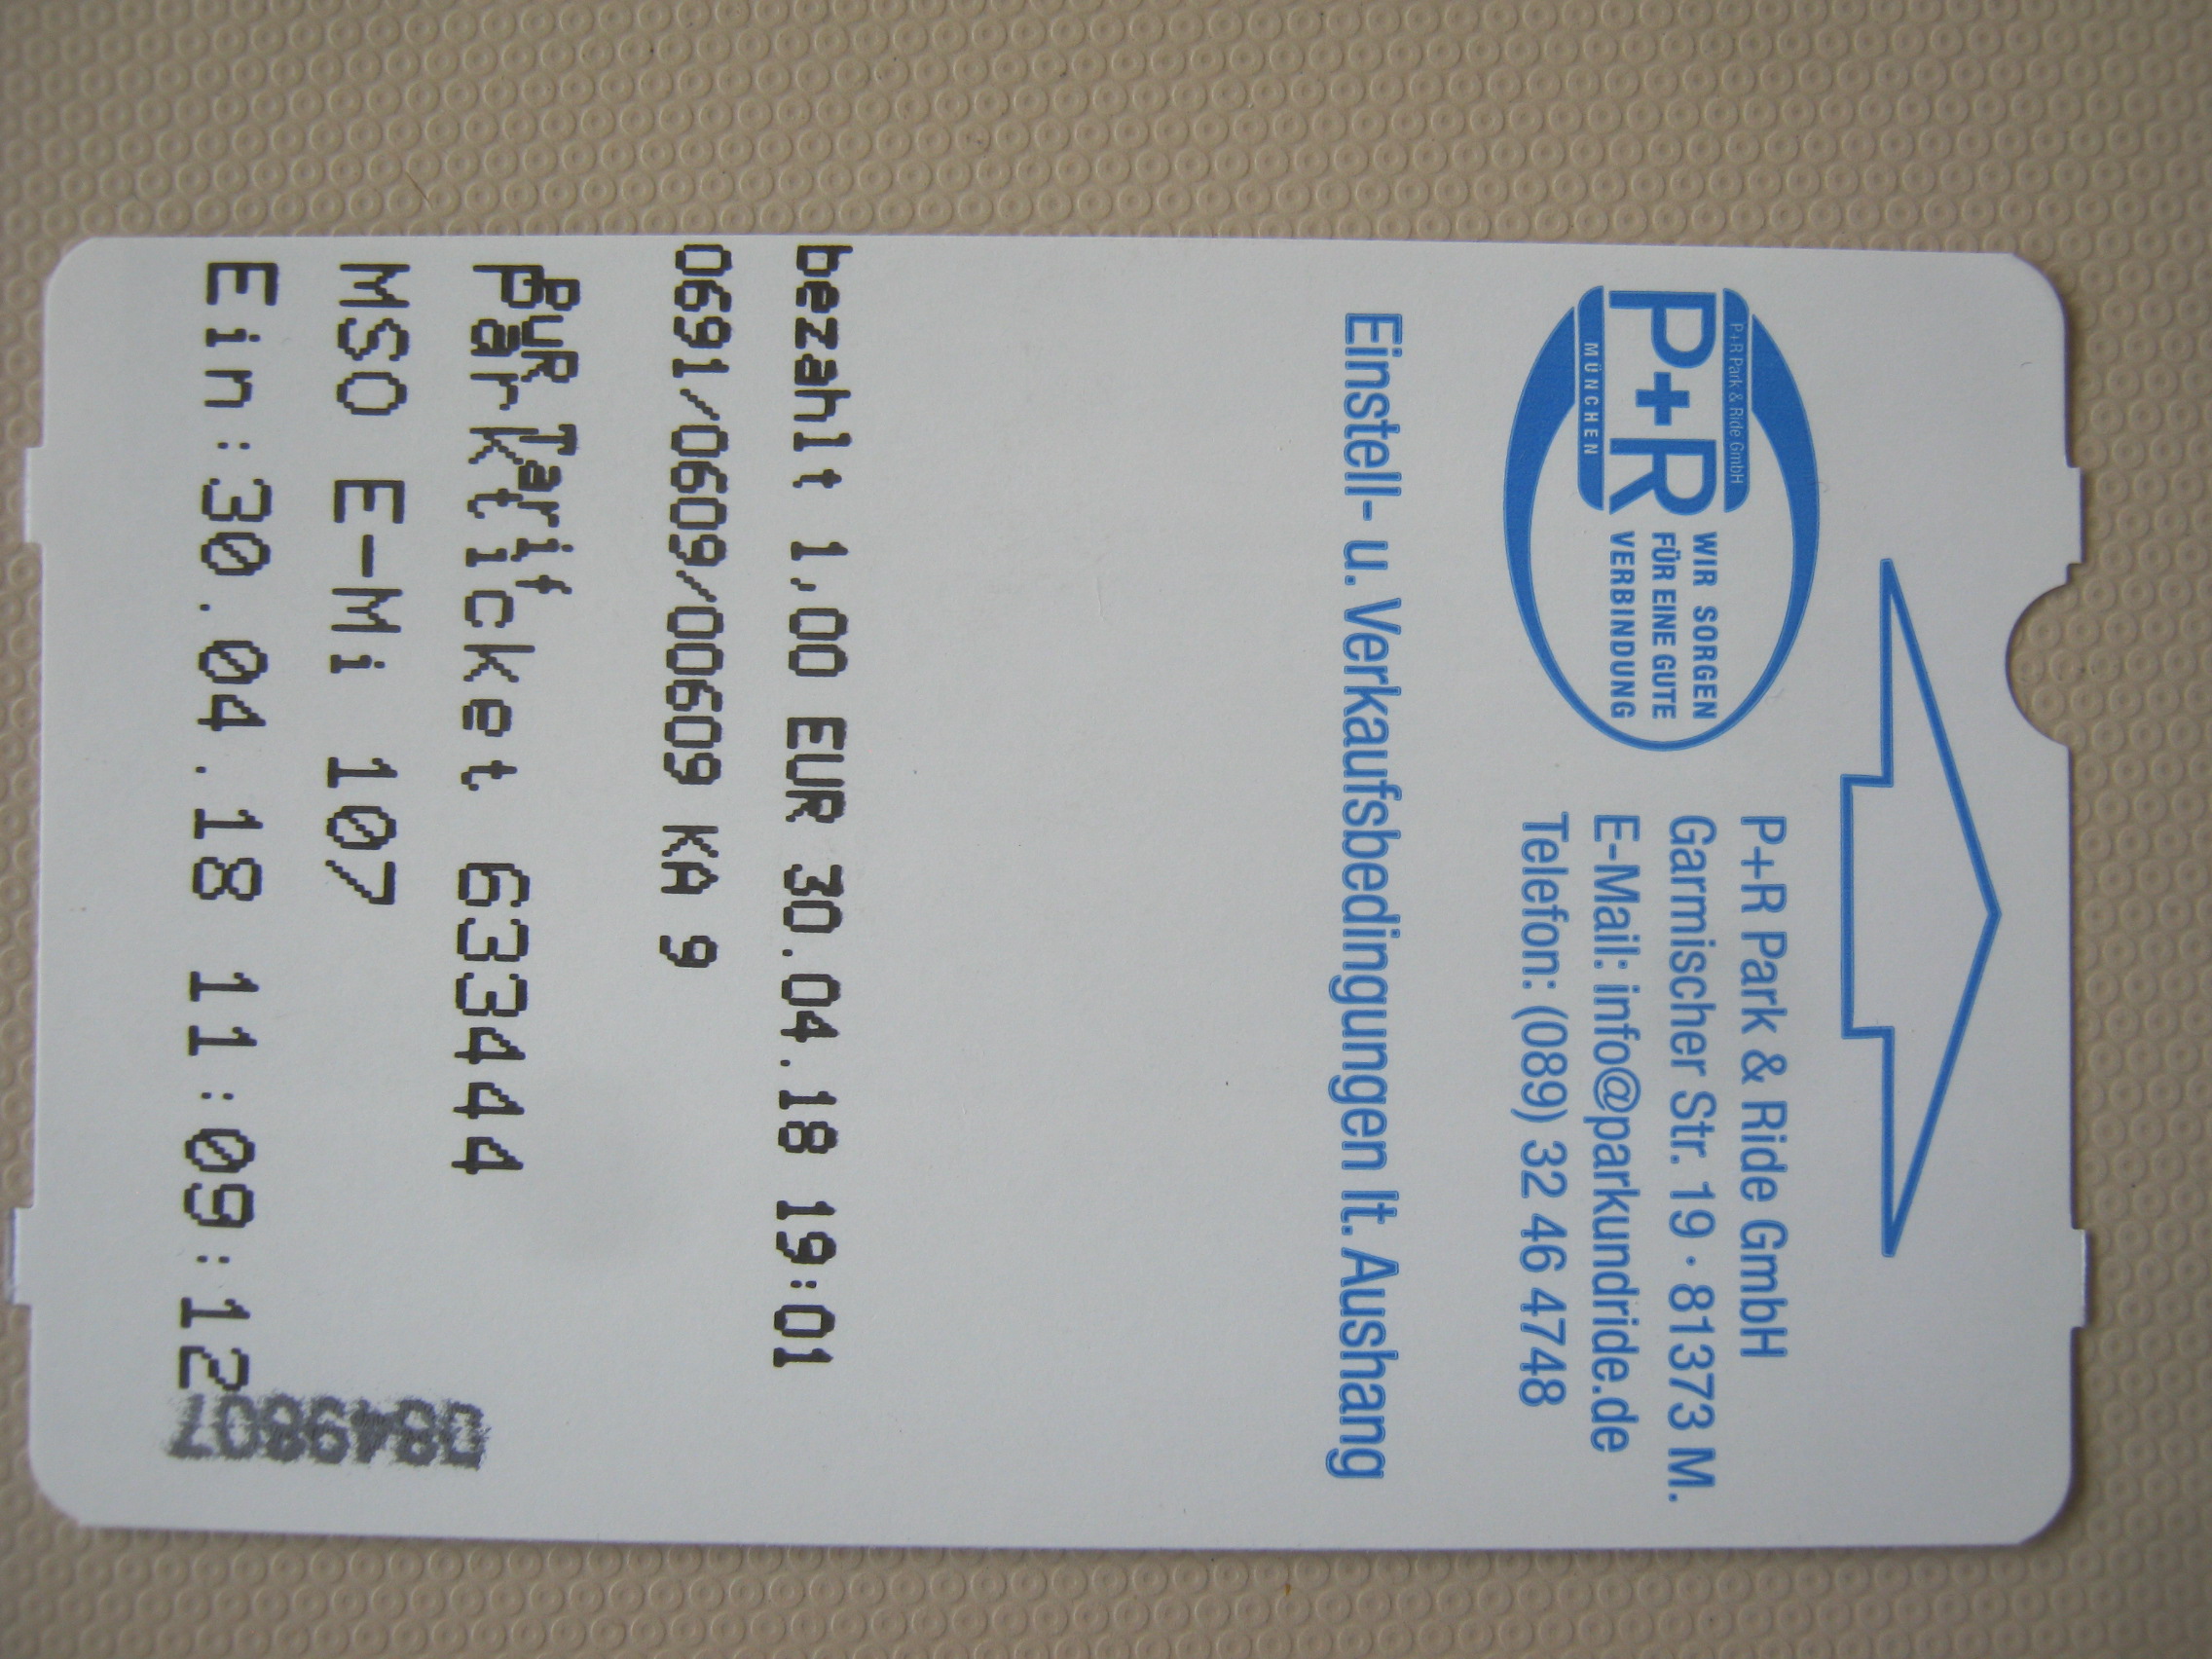 P+R Park & Ride GmbH
P+R
MÜNCHEN
WIR SORGEN
FÜR EINE GUTE
VERBINDUNG
P+R Park & Ride GmbH
Garmischer Str. 19 · 81373 M.
E-Mail: info@parkundride.de
Telefon: (089) 32 46 47 48
Einstell- u. Verkaufsbedingungen lt. Aushang
bezahlt 1,00 EUR 30.04.18 19:01
0691/0609/00609 KA 9
PuR Tarif
Parkticket 633444
MSO E-Mi 107
Ein:30.04.18 11:09:12
0849807